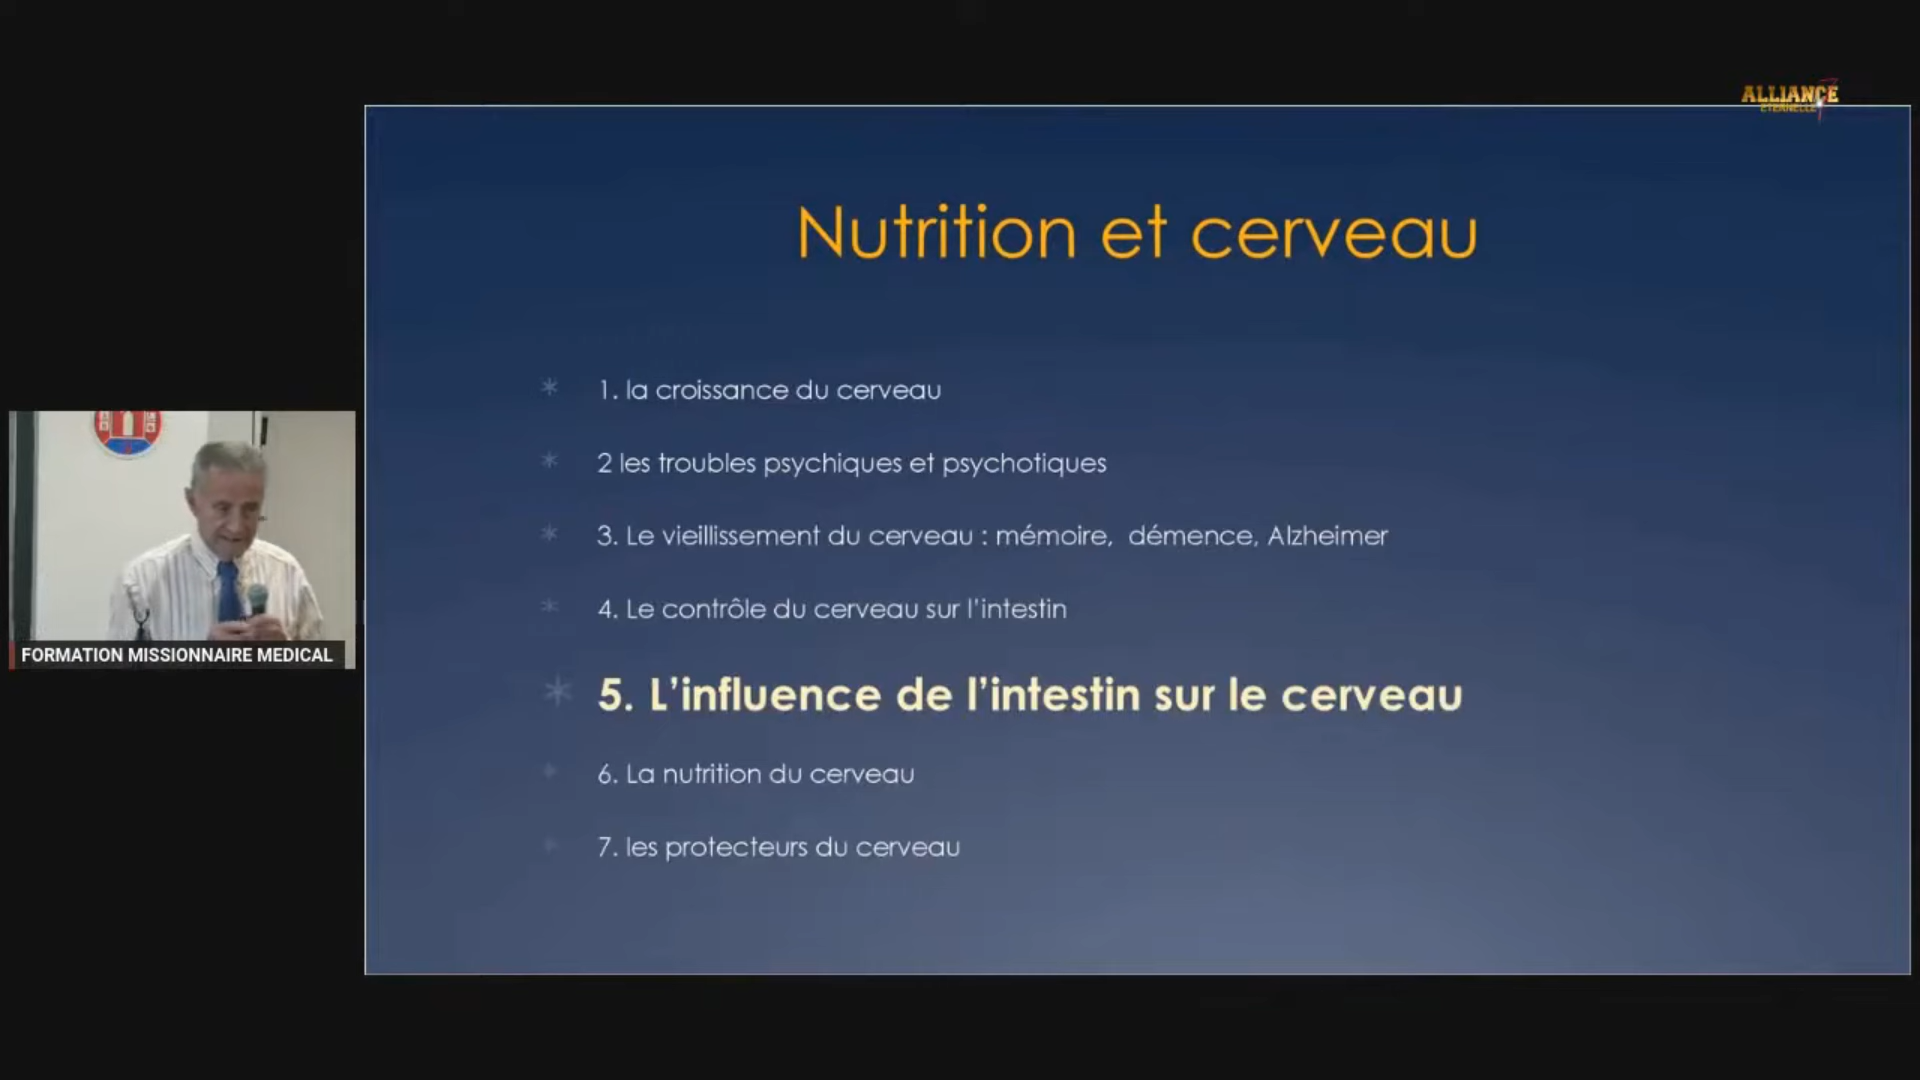 ALLIANCE
ETERNELLE
Nutrition et cerveau
1. la croissance du cerveau
2 les troubles psychiques et psychotiques
3. Le vieillissement du cerveau : mémoire, démence, Alzheimer
4. Le contrôle du cerveau sur l'intestin
5. L'influence de l'intestin sur le cerveau
6. La nutrition du cerveau
7. les protecteurs du cerveau
FORMATION MISSIONNAIRE MEDICAL